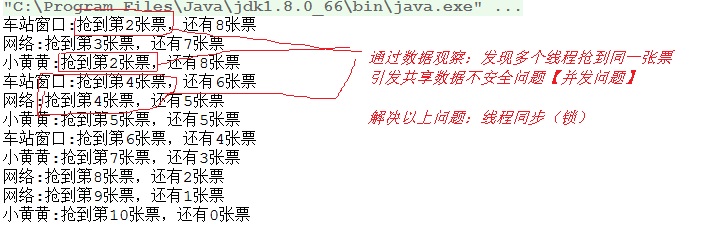 "C:\Program Files\Java\jdk1.8.0_66\bin\java.exe" ...
车站窗口:抢到第2张票，还有8张票
网络:抢到第3张票，还有7张票
小黄黄:抢到第2张票，还有8张票
车站窗口:抢到第4张票，还有6张票
网络:抢到第4张票，还有5张票
小黄黄:抢到第5张票，还有5张票
车站窗口:抢到第6张票，还有4张票
小黄黄:抢到第7张票，还有3张票
网络:抢到第8张票，还有2张票
网络:抢到第9张票，还有1张票
小黄黄:抢到第10张票，还有0张票
通过数据观察：发现多个线程抢到同一张票
引发共享数据不安全问题【并发问题】
解决以上问题：线程同步（锁）